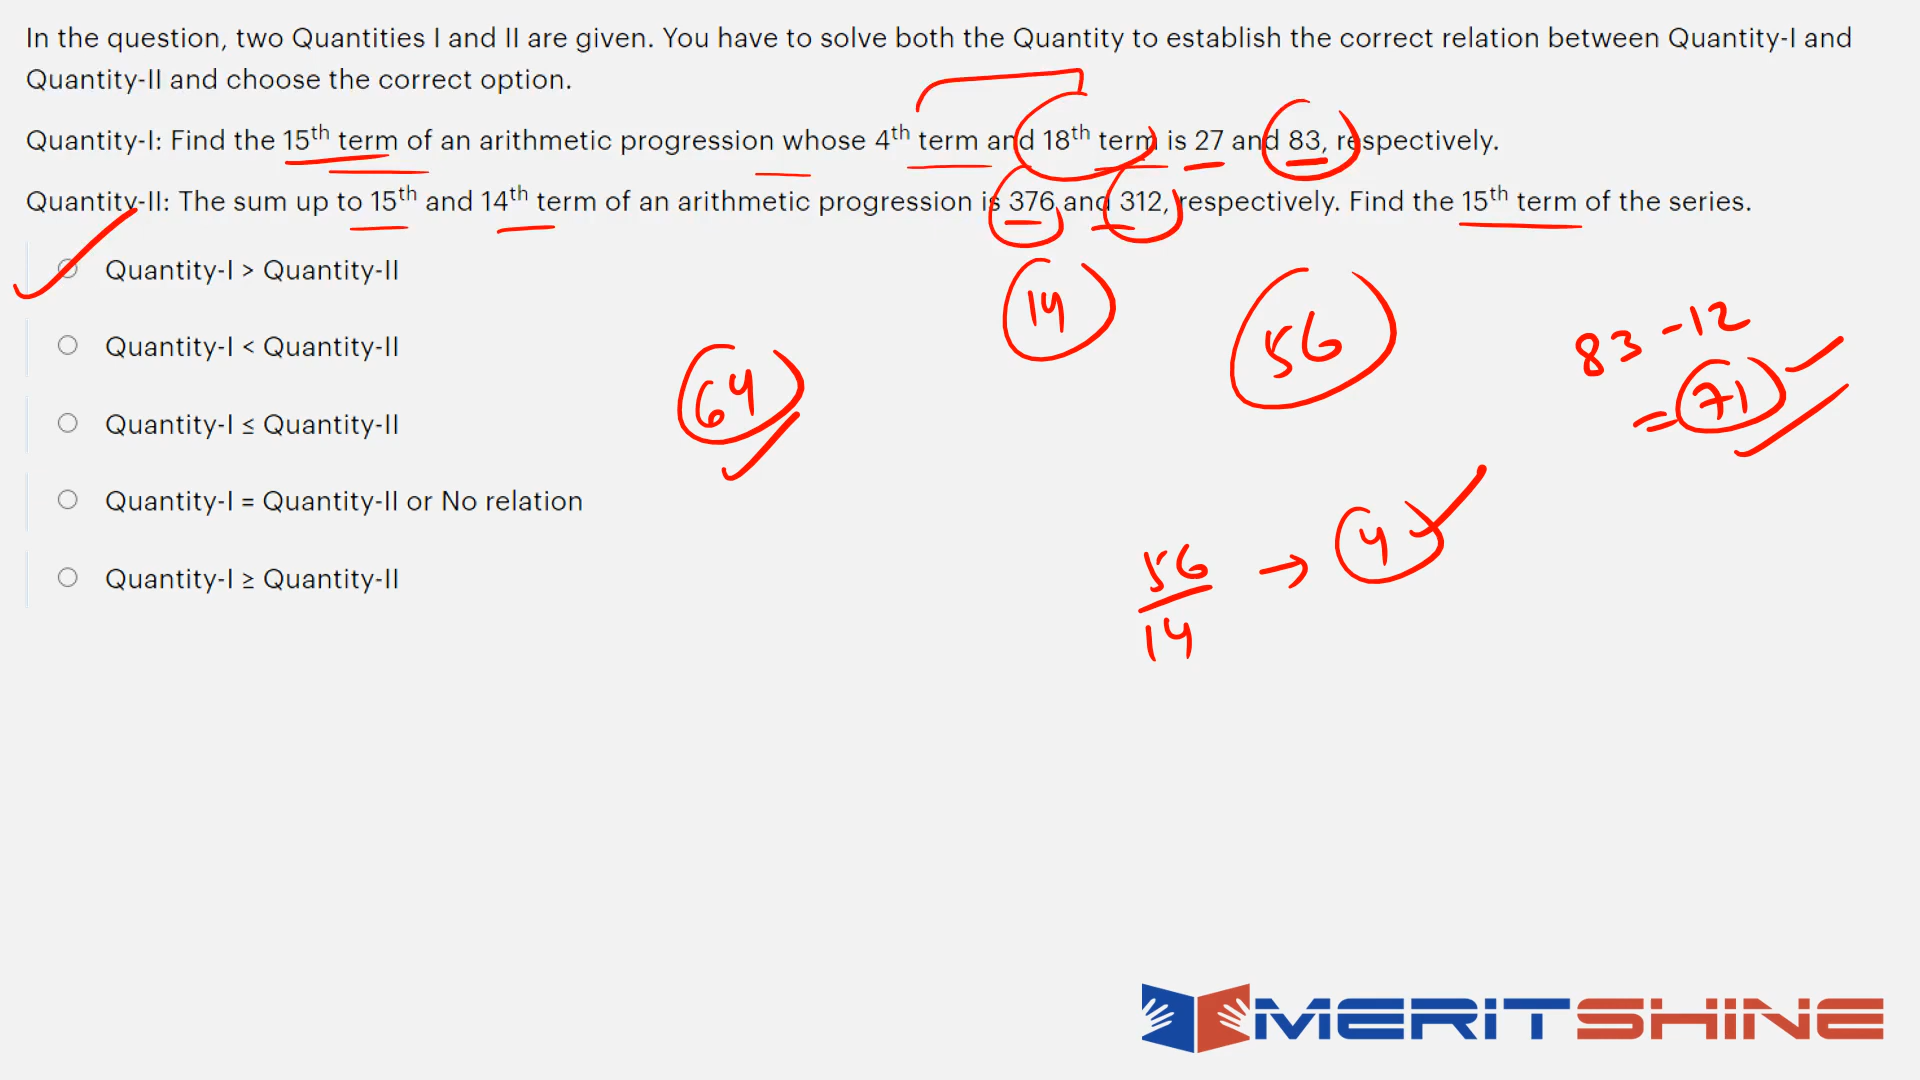 In the question, two Quantities I and II are given. You have to solve both the Quantity to establish the correct relation between Quantity-I and
Quantity-II and choose the correct option.
Quantity-I: Find the 15th term of an arithmetic progression whose 4th term and 18th term is 27 and 83, respectively.
Quantity-II: The sum up to 15th and 14th term of an arithmetic progression is 376 and 312, respectively. Find the 15th term of the series.
Quantity-I > Quantity-II
Quantity-I < Quantity-II
Quantity-I ≤ Quantity-II
Quantity-I = Quantity-II or No relation
Quantity-I ≥ Quantity-II
14
56
64
83 - 12
= 71
56
14
→ 4
MERITSHINE